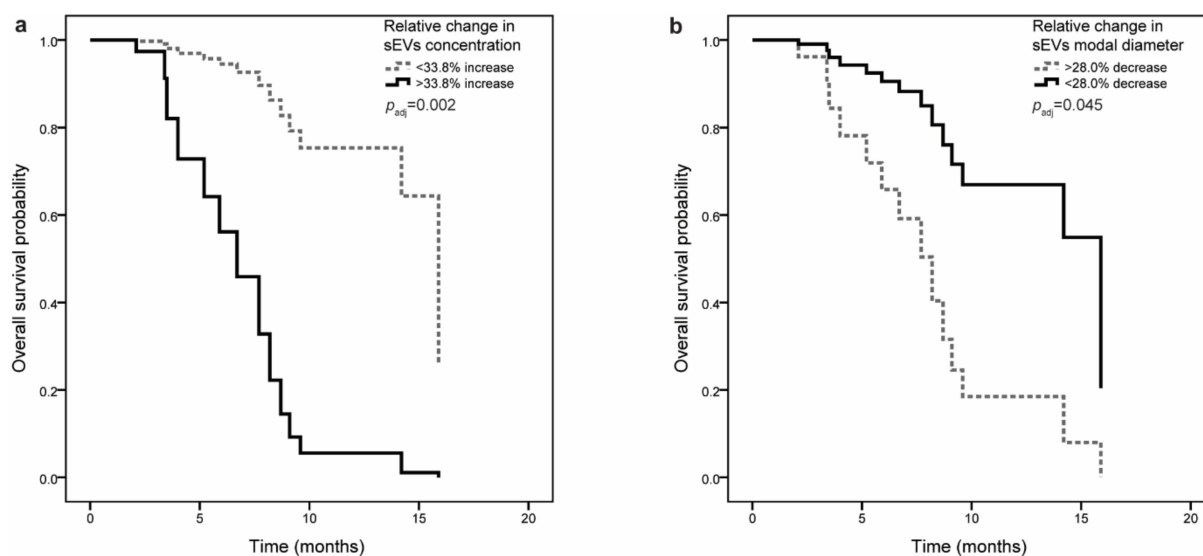 a
Relative change in
sEVs concentration
<33.8% increase
>33.8% increase
padj=0.002
Overall survival probability
1.0
0.8
0.6
0.4
0.2
0.0
0
5
10
15
20
Time (months)
b
Relative change in
sEVs modal diameter
>28.0% decrease
<28.0% decrease
padj=0.045
Overall survival probability
1.0
0.8
0.6
0.4
0.2
0.0
0
5
10
15
20
Time (months)